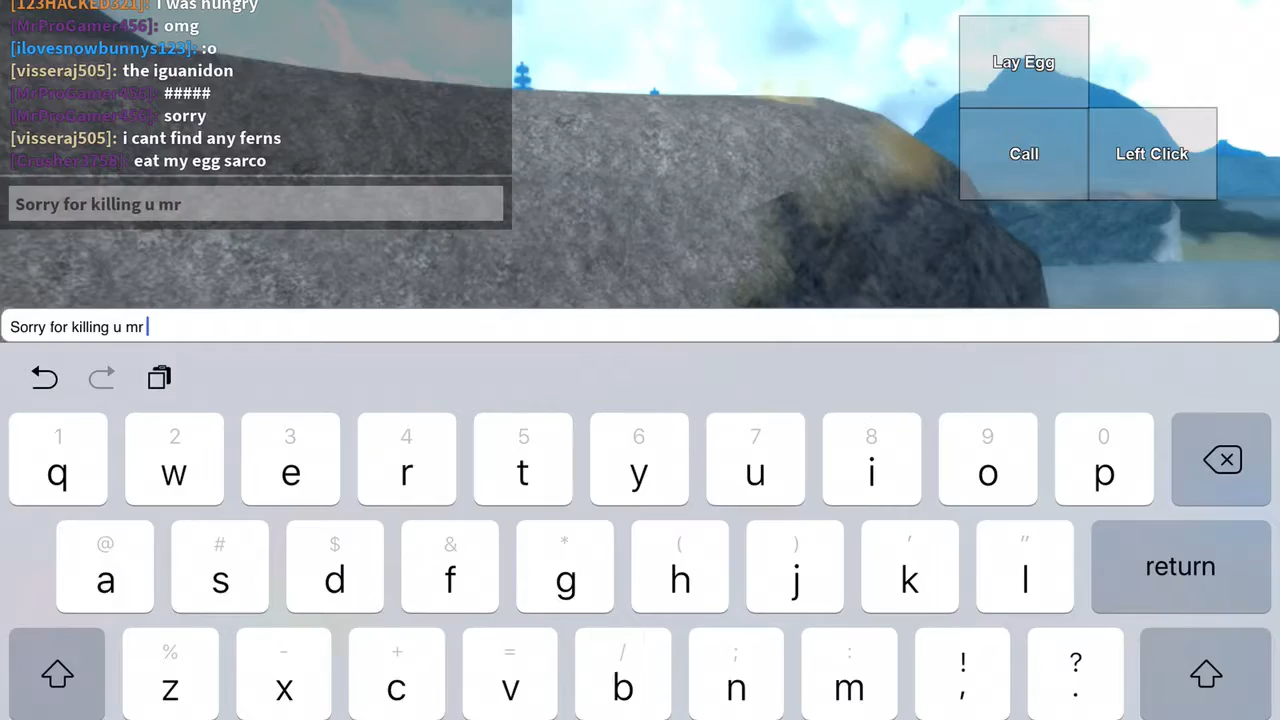 [123HACKED321]: I was hungry
[MrProGamer456]: omg
[ilovesnowbunnys123]: :o
[visseraj505]: the iguanidon
[MrProGamer456]: #####
[MrProGamer456]: sorry
[visseraj505]: i cant find any ferns
[Crusher3758]: eat my egg sarco
Sorry for killing u mr
Lay Egg
Call
Left Click
Sorry for killing u mr
1 2 3 4 5 6 7 8 9 0
q w e r t y u i o p
@ # $ & * ( ) ' "
a s d f g h j k l return
% - + = / ; : ! ?
z x c v b n m , .